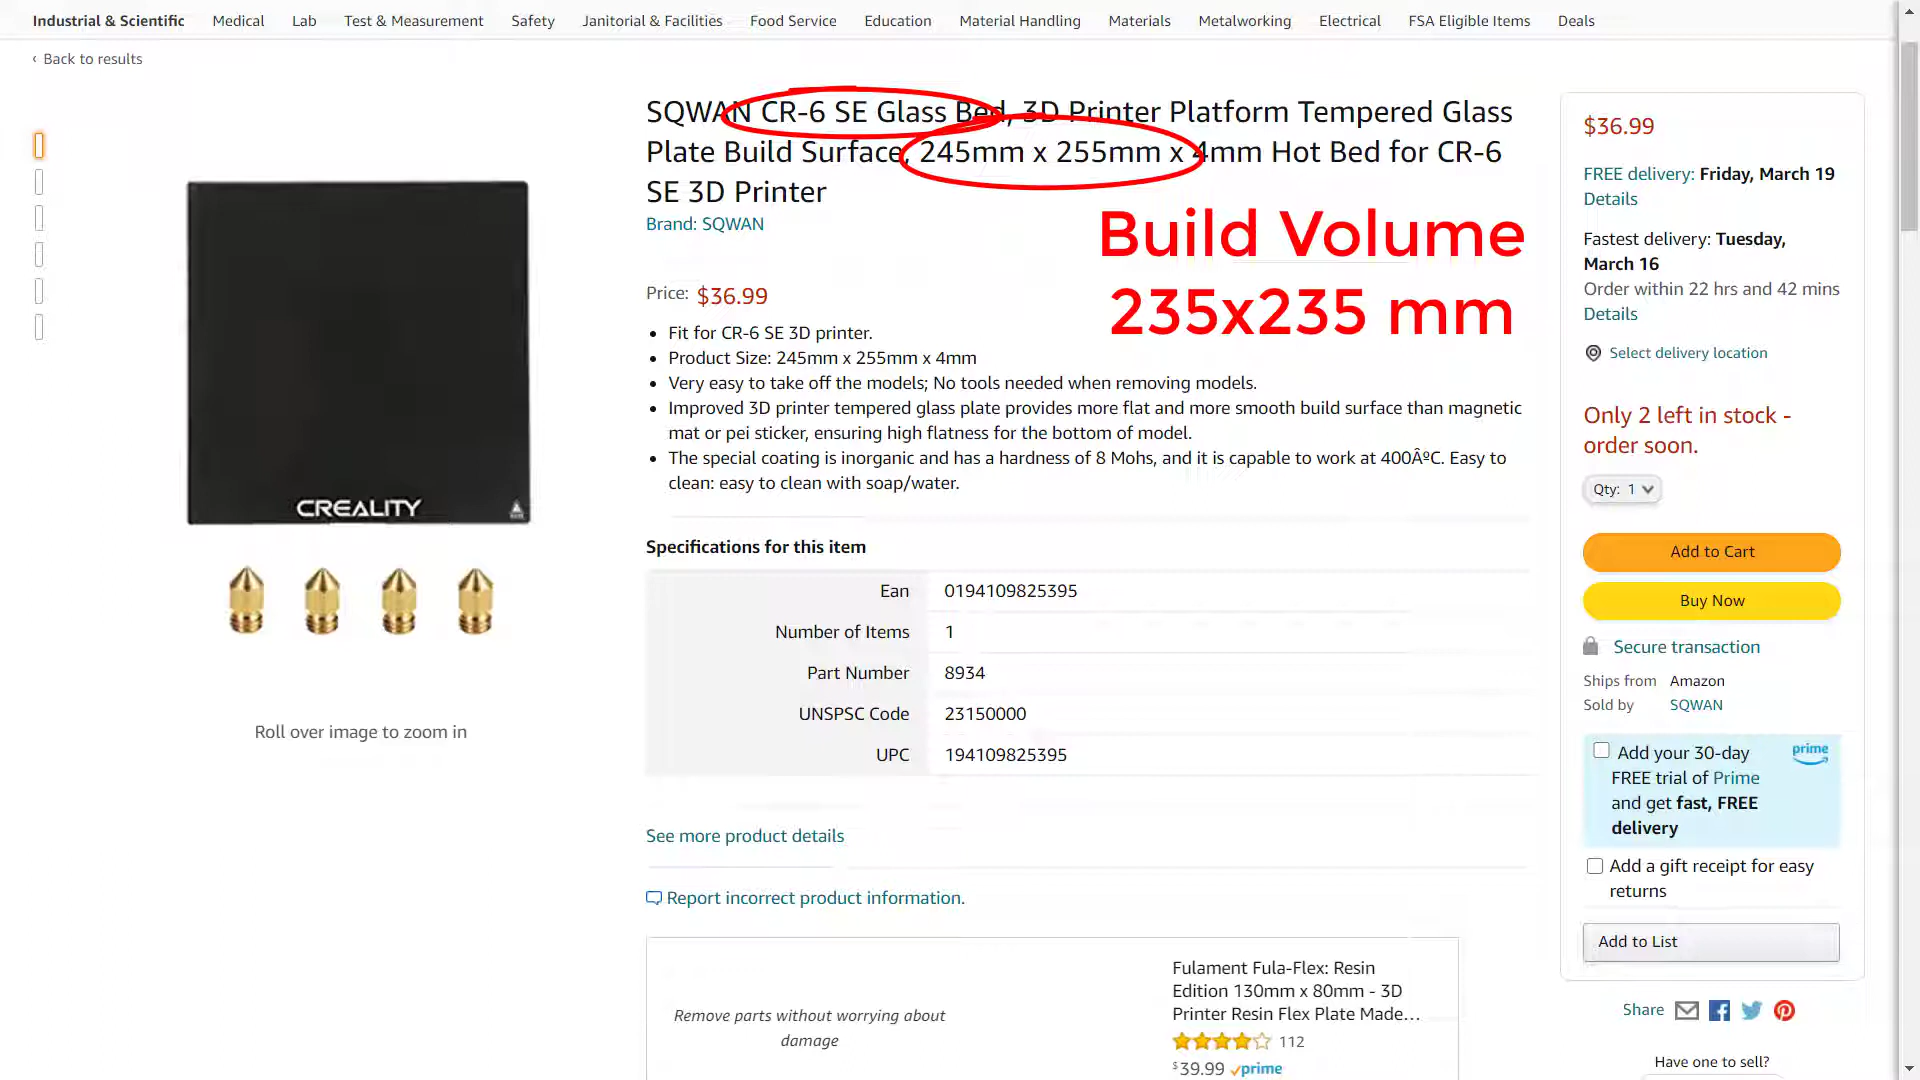 Industrial & Scientific Medical Lab Test & Measurement Safety Janitorial & Facilities Food Service Education Material Handling Materials Metalworking Electrical FSA Eligible Items Deals
‹ Back to results
SQWAN CR-6 SE Glass Bed, 3D Printer Platform Tempered Glass
Plate Build Surface, 245mm x 255mm x 4mm Hot Bed for CR-6
SE 3D Printer
Brand: SQWAN
Build Volume
235x235 mm
Price: $36.99
• Fit for CR-6 SE 3D printer.
• Product Size: 245mm x 255mm x 4mm
• Very easy to take off the models; No tools needed when removing models.
• Improved 3D printer tempered glass plate provides more flat and more smooth build surface than magnetic
mat or pei sticker, ensuring high flatness for the bottom of model.
• The special coating is inorganic and has a hardness of 8 Mohs, and it is capable to work at 400ÂºC. Easy to
clean: easy to clean with soap/water.
CREALITY
Roll over image to zoom in
Specifications for this item
Ean 0194109825395
Number of Items 1
Part Number 8934
UNSPSC Code 23150000
UPC 194109825395
See more product details
Report incorrect product information.
Remove parts without worrying about
damage
Fulament Fula-Flex: Resin
Edition 130mm x 80mm - 3D
Printer Resin Flex Plate Made…
112
$39.99 prime
$36.99
FREE delivery: Friday, March 19
Details
Fastest delivery: Tuesday,
March 16
Order within 22 hrs and 42 mins
Details
Select delivery location
Only 2 left in stock -
order soon.
Qty: 1
Add to Cart
Buy Now
Secure transaction
Ships from Amazon
Sold by SQWAN
Add your 30-day prime
FREE trial of Prime
and get fast, FREE
delivery
Add a gift receipt for easy
returns
Add to List
Share
Have one to sell?